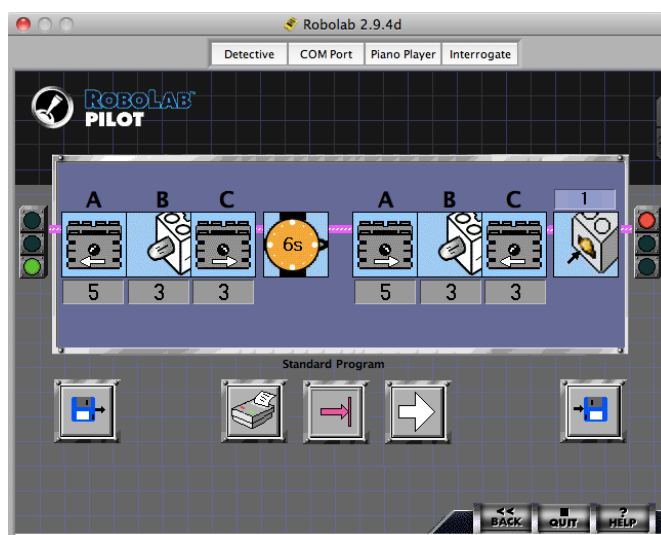 Robolab 2.9.4d
Detective COM Port Piano Player Interrogate
ROBOLAB™
PILOT
1
A B C A B C
6s
5 3 3 5 3 3
Standard Program
<< BACK QUIT ? HELP